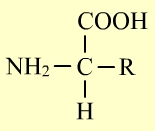 COOH
NH₂ – C – R
H